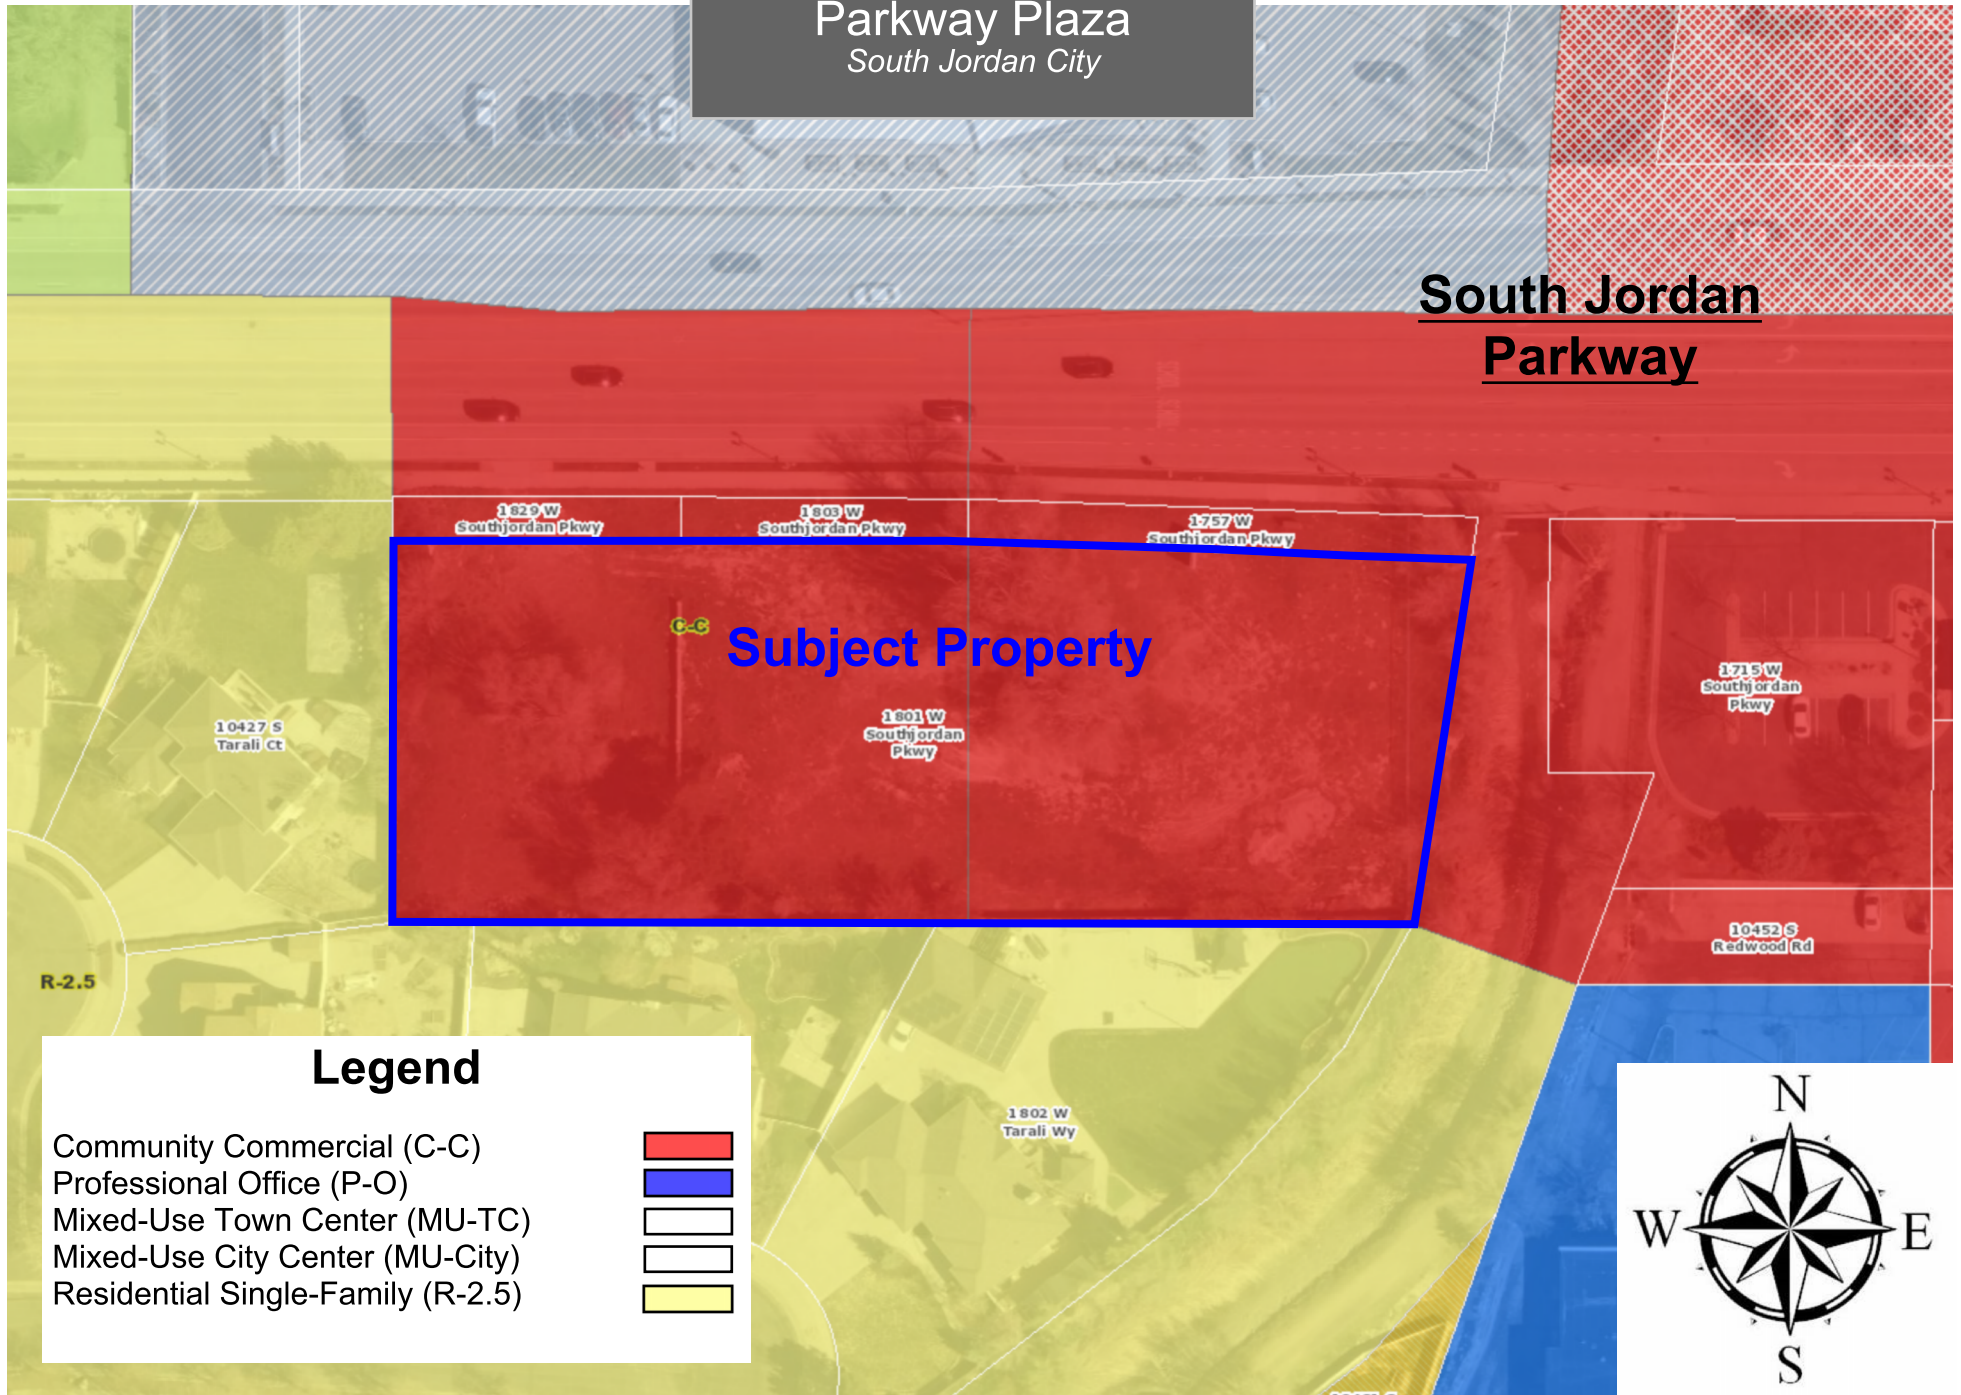 Parkway Plaza
South Jordan City
South Jordan
Parkway
1829 W
Southjordan Pkwy
1803 W
Southjordan Pkwy
1757 W
Southjordan Pkwy
C-C
Subject Property
1801 W
Southjordan
Pkwy
1715 W
Southjordan
Pkwy
10427 S
Tarali Ct
10452 S
Redwood Rd
R-2.5
1802 W
Tarali Wy
Legend
Community Commercial (C-C)
Professional Office (P-O)
Mixed-Use Town Center (MU-TC)
Mixed-Use City Center (MU-City)
Residential Single-Family (R-2.5)
N
W
E
S